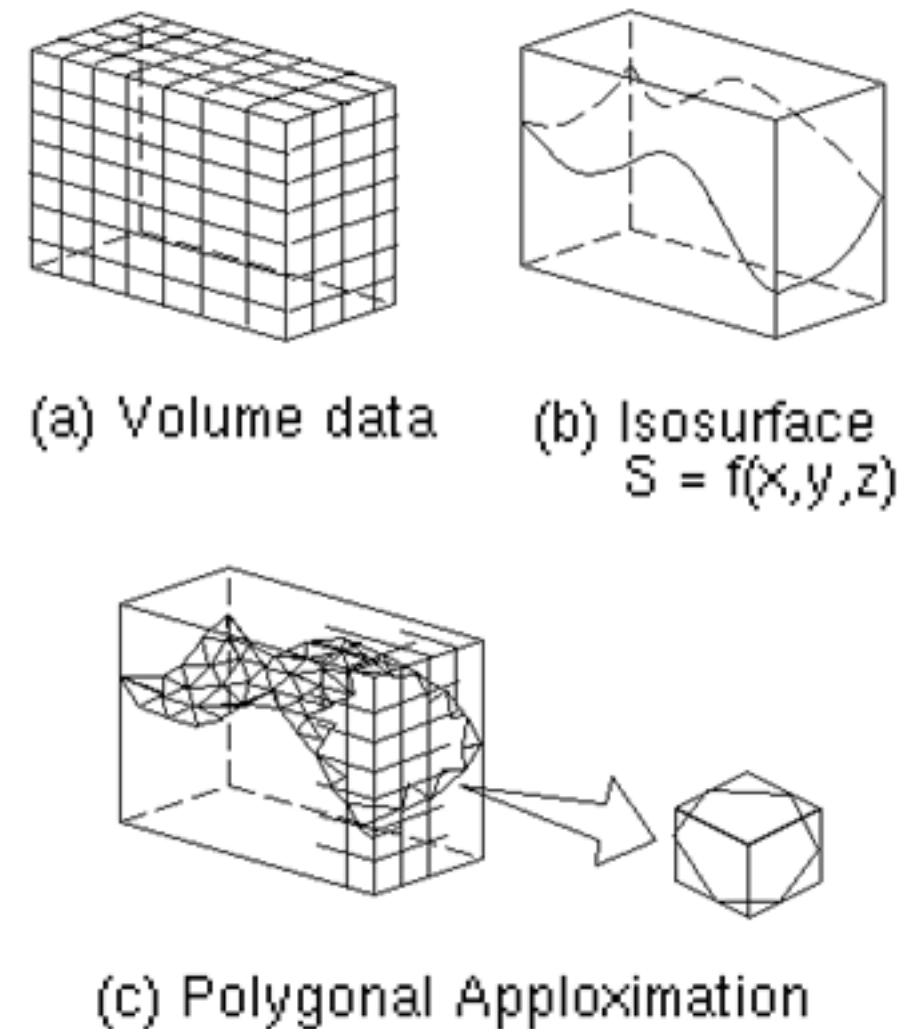 (a) Volume data
(b) Isosurface
S = f(x,y,z)
(c) Polygonal Apploximation